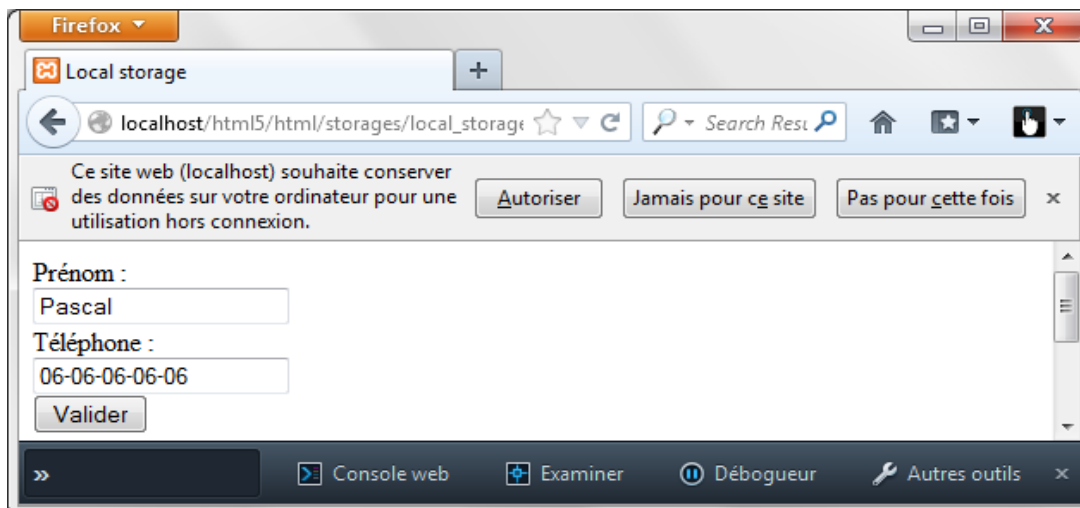 Firefox
Local storage
localhost/html5/html/storages/local_storage
Search Resu
Ce site web (localhost) souhaite conserver
des données sur votre ordinateur pour une
utilisation hors connexion.
Autoriser
Jamais pour ce site
Pas pour cette fois
Prénom :
Pascal
Téléphone :
06-06-06-06-06
Valider
Console web
Examiner
Débogueur
Autres outils